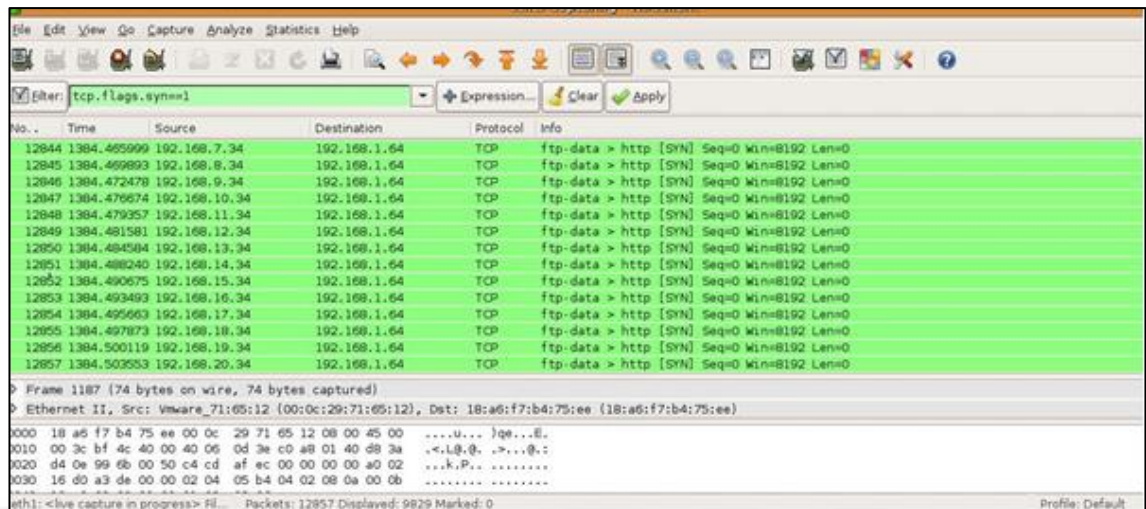 File Edit View Go Capture Analyze Statistics Help
Filter: tcp.flags.syn==1 Expression... Clear Apply
No. . Time Source Destination Protocol Info
12844 1384.465999 192.168.7.34 192.168.1.64 TCP ftp-data > http [SYN] Seq=0 Win=8192 Len=0
12845 1384.469893 192.168.8.34 192.168.1.64 TCP ftp-data > http [SYN] Seq=0 Win=8192 Len=0
12846 1384.472478 192.168.9.34 192.168.1.64 TCP ftp-data > http [SYN] Seq=0 Win=8192 Len=0
12847 1384.476674 192.168.10.34 192.168.1.64 TCP ftp-data > http [SYN] Seq=0 Win=8192 Len=0
12848 1384.479357 192.168.11.34 192.168.1.64 TCP ftp-data > http [SYN] Seq=0 Win=8192 Len=0
12849 1384.481581 192.168.12.34 192.168.1.64 TCP ftp-data > http [SYN] Seq=0 Win=8192 Len=0
12850 1384.484584 192.168.13.34 192.168.1.64 TCP ftp-data > http [SYN] Seq=0 Win=8192 Len=0
12851 1384.488240 192.168.14.34 192.168.1.64 TCP ftp-data > http [SYN] Seq=0 Win=8192 Len=0
12852 1384.490675 192.168.15.34 192.168.1.64 TCP ftp-data > http [SYN] Seq=0 Win=8192 Len=0
12853 1384.493493 192.168.16.34 192.168.1.64 TCP ftp-data > http [SYN] Seq=0 Win=8192 Len=0
12854 1384.495663 192.168.17.34 192.168.1.64 TCP ftp-data > http [SYN] Seq=0 Win=8192 Len=0
12855 1384.497873 192.168.18.34 192.168.1.64 TCP ftp-data > http [SYN] Seq=0 Win=8192 Len=0
12856 1384.500119 192.168.19.34 192.168.1.64 TCP ftp-data > http [SYN] Seq=0 Win=8192 Len=0
12857 1384.503553 192.168.20.34 192.168.1.64 TCP ftp-data > http [SYN] Seq=0 Win=8192 Len=0
Frame 1187 (74 bytes on wire, 74 bytes captured)
Ethernet II, Src: Vmware_71:65:12 (00:0c:29:71:65:12), Dst: 18:a6:f7:b4:75:ee (18:a6:f7:b4:75:ee)
0000 18 a6 f7 b4 75 ee 00 0c 29 71 65 12 08 00 45 00 ....u... )qe...E.
0010 00 3c bf 4c 40 00 40 06 0d 3e c0 a8 01 40 d8 3a .<.L@.@. .>...@.:
0020 d4 0e 99 6b 00 50 c4 cd af ec 00 00 00 00 a0 02 ...k.P.. ........
0030 16 d0 a3 de 00 00 02 04 05 b4 04 02 08 0a 00 0b ........ ........
eth1: <live capture in progress> Fil... Packets: 12857 Displayed: 9829 Marked: 0 Profile: Default